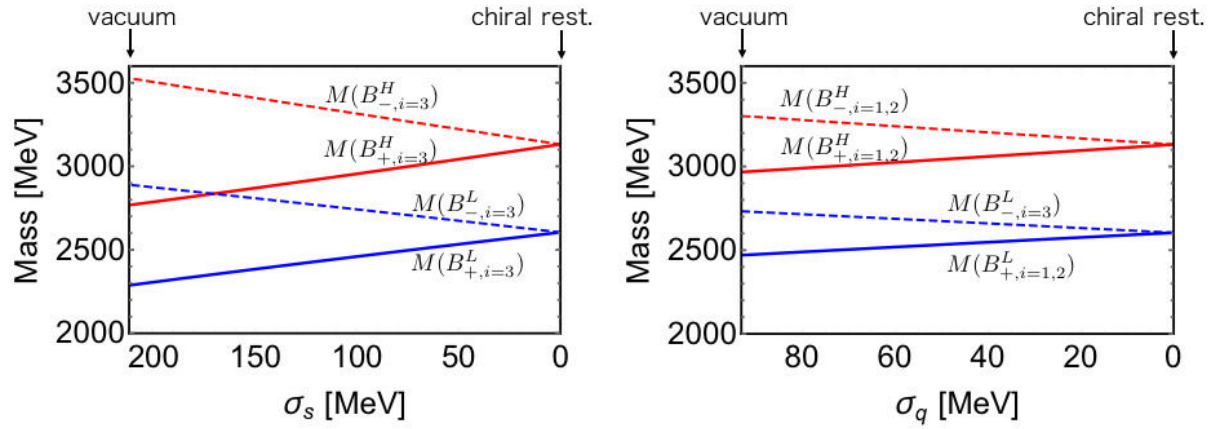 vacuum
chiral rest.
3500
3000
2500
2000
Mass [MeV]
M(B^H_{-,i=3})
M(B^H_{+,i=3})
M(B^L_{-,i=3})
M(B^L_{+,i=3})
200 150 100 50 0
σ_s [MeV]
vacuum
chiral rest.
3500
3000
2500
2000
Mass [MeV]
M(B^H_{-,i=1,2})
M(B^H_{+,i=1,2})
M(B^L_{-,i=3})
M(B^L_{+,i=1,2})
80 60 40 20 0
σ_q [MeV]